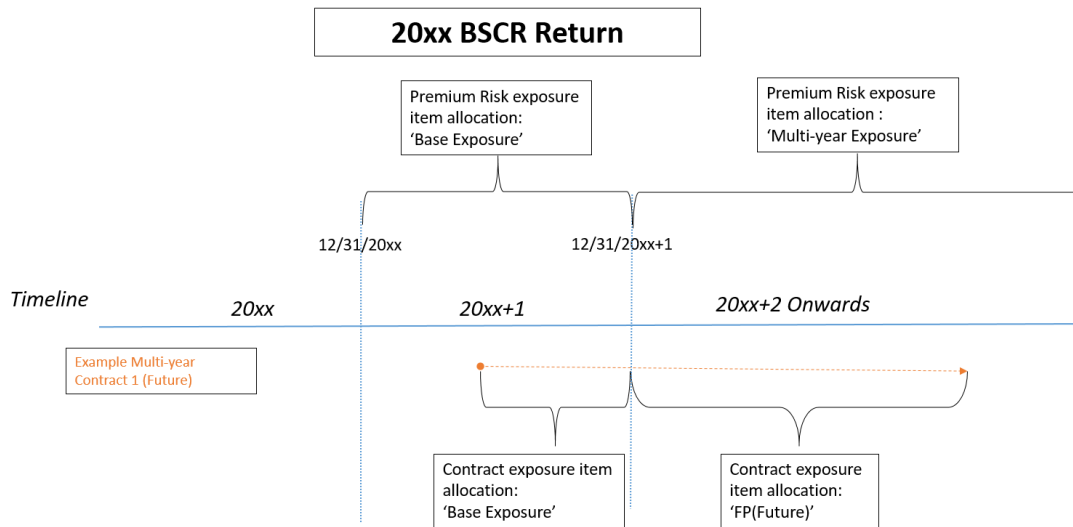 20xx BSCR Return
Premium Risk exposure
item allocation:
‘Base Exposure’
Premium Risk exposure
item allocation :
‘Multi-year Exposure’
12/31/20xx
12/31/20xx+1
Timeline
20xx
20xx+1
20xx+2 Onwards
Example Multi-year
Contract 1 (Future)
Contract exposure item
allocation:
‘Base Exposure’
Contract exposure
item allocation:
‘FP(Future)’